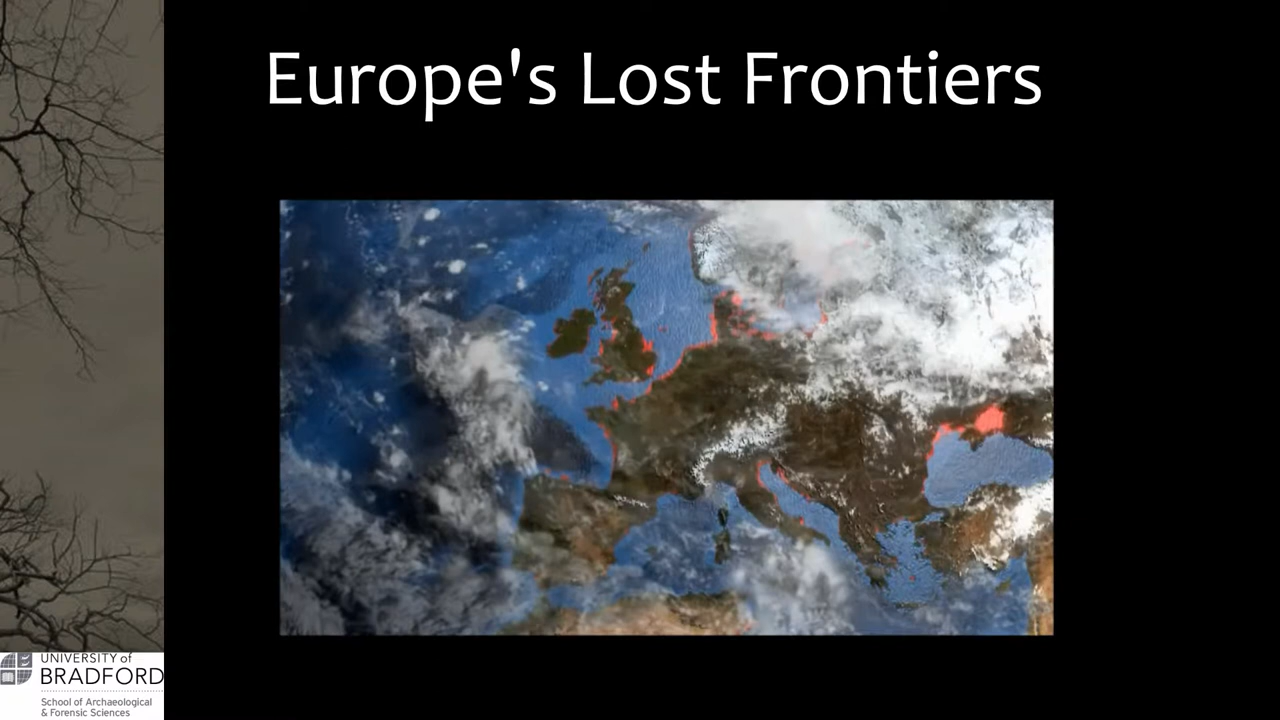 Europe's Lost Frontiers
UNIVERSITY of
BRADFORD
School of Archaeological
& Forensic Sciences